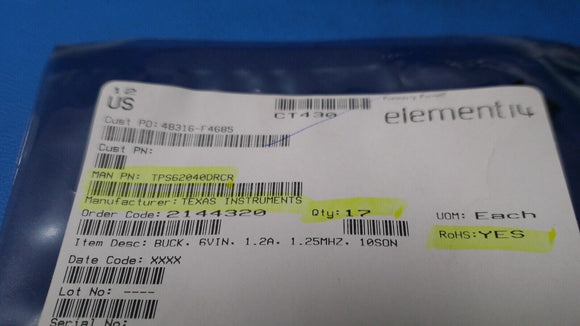 12
US
CT430
element14
Cust PO: 48316-F4685
Cust PN:
MAN PN: TPS62040DRCR
Manufacturer: TEXAS INSTRUMENTS
Order Code: 2144320 Qty: 17 UOM: Each
RoHS: YES
Item Desc: BUCK, 6VIN, 1.2A, 1.25MHZ, 10SON
Date Code: XXXX
Lot No: ----
Serial No: